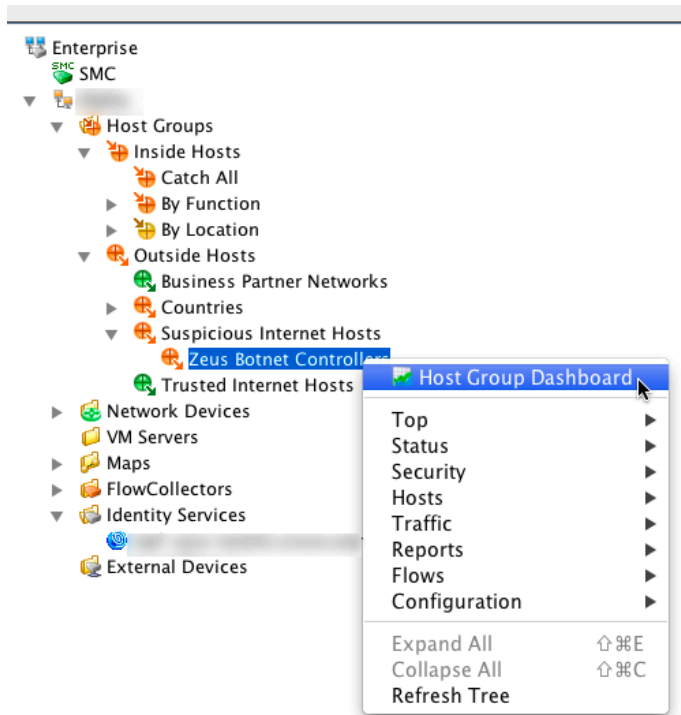 Enterprise
SMC SMC
Host Groups
Inside Hosts
Catch All
By Function
By Location
Outside Hosts
Business Partner Networks
Countries
Suspicious Internet Hosts
Zeus Botnet Controllers
Trusted Internet Hosts
Network Devices
VM Servers
Maps
FlowCollectors
Identity Services
External Devices
Host Group Dashboard
Top
Status
Security
Hosts
Traffic
Reports
Flows
Configuration
Expand All ⇧⌘E
Collapse All ⇧⌘C
Refresh Tree